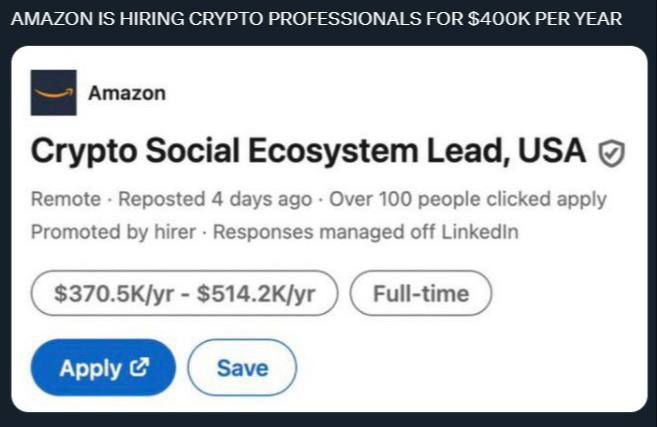 AMAZON IS HIRING CRYPTO PROFESSIONALS FOR $400K PER YEAR
Amazon
Crypto Social Ecosystem Lead, USA
Remote · Reposted 4 days ago · Over 100 people clicked apply
Promoted by hirer · Responses managed off LinkedIn
$370.5K/yr - $514.2K/yr Full-time
Apply Save